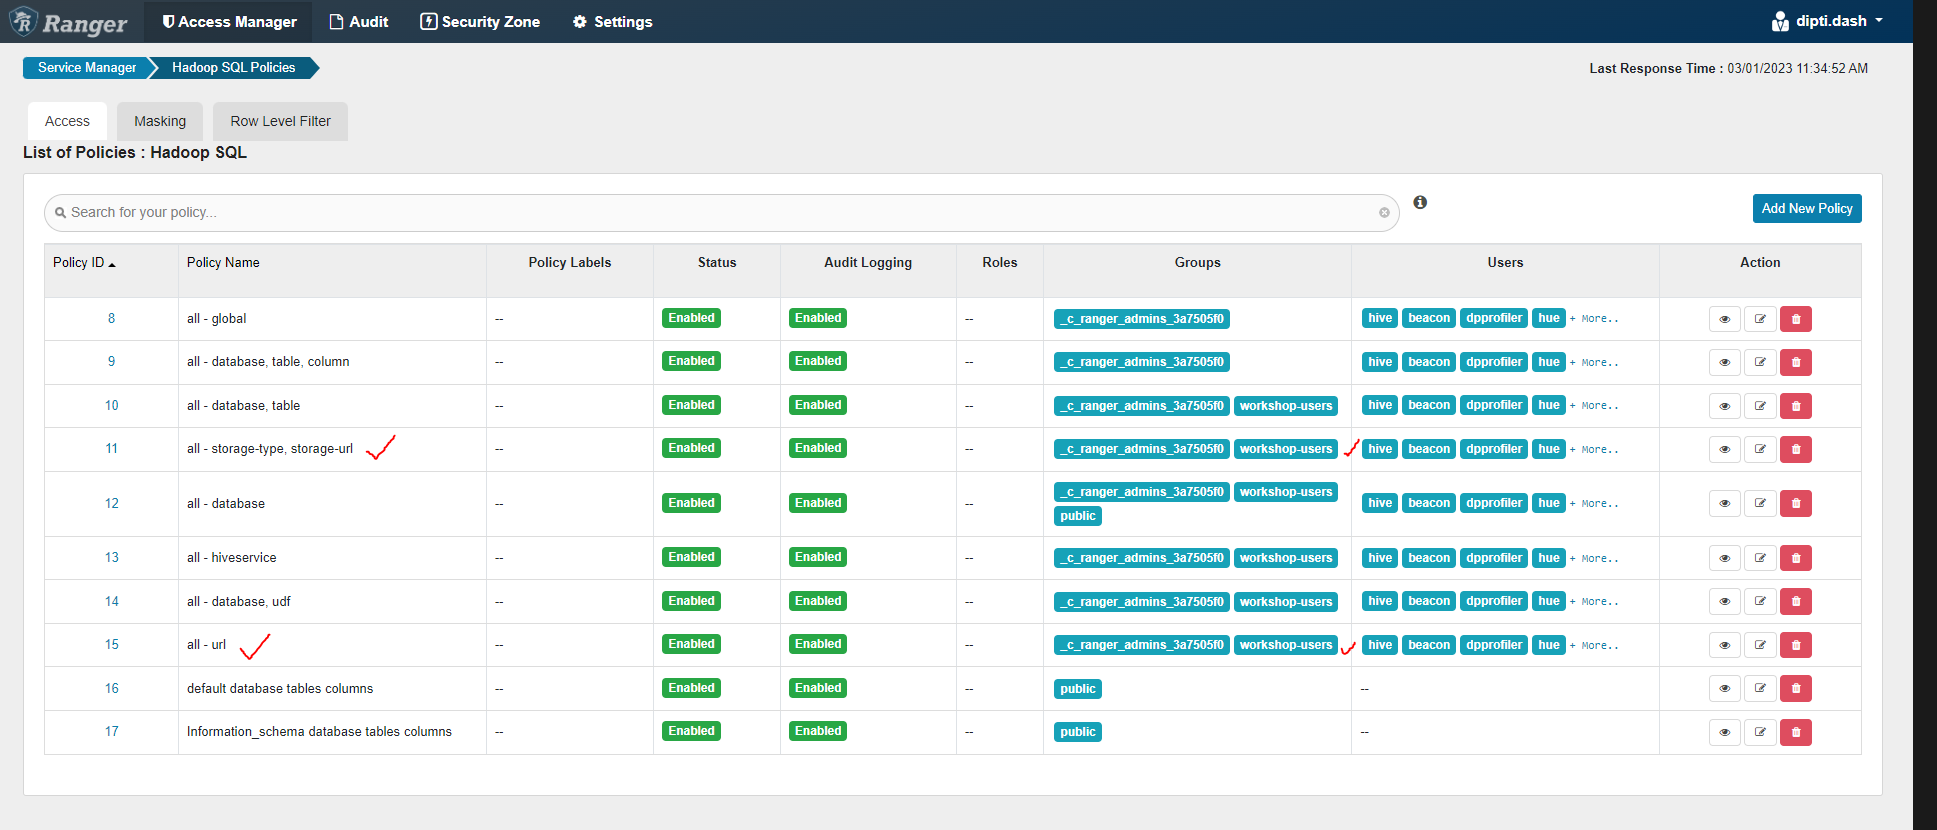 Ranger Access Manager Audit Security Zone Settings dipti.dash
Service Manager Hadoop SQL Policies Last Response Time : 03/01/2023 11:34:52 AM
Access Masking Row Level Filter
List of Policies : Hadoop SQL
Search for your policy... Add New Policy
Policy ID Policy Name Policy Labels Status Audit Logging Roles Groups Users Action
8 all - global -- Enabled Enabled -- _c_ranger_admins_3a7505f0 hive beacon dpprofiler hue + More..
9 all - database, table, column -- Enabled Enabled -- _c_ranger_admins_3a7505f0 hive beacon dpprofiler hue + More..
10 all - database, table -- Enabled Enabled -- _c_ranger_admins_3a7505f0 workshop-users hive beacon dpprofiler hue + More..
11 all - storage-type, storage-url -- Enabled Enabled -- _c_ranger_admins_3a7505f0 workshop-users hive beacon dpprofiler hue + More..
12 all - database -- Enabled Enabled -- _c_ranger_admins_3a7505f0 workshop-users hive beacon dpprofiler hue + More..
public
13 all - hiveservice -- Enabled Enabled -- _c_ranger_admins_3a7505f0 workshop-users hive beacon dpprofiler hue + More..
14 all - database, udf -- Enabled Enabled -- _c_ranger_admins_3a7505f0 workshop-users hive beacon dpprofiler hue + More..
15 all - url -- Enabled Enabled -- _c_ranger_admins_3a7505f0 workshop-users hive beacon dpprofiler hue + More..
16 default database tables columns -- Enabled Enabled -- public --
17 Information_schema database tables columns -- Enabled Enabled -- public --